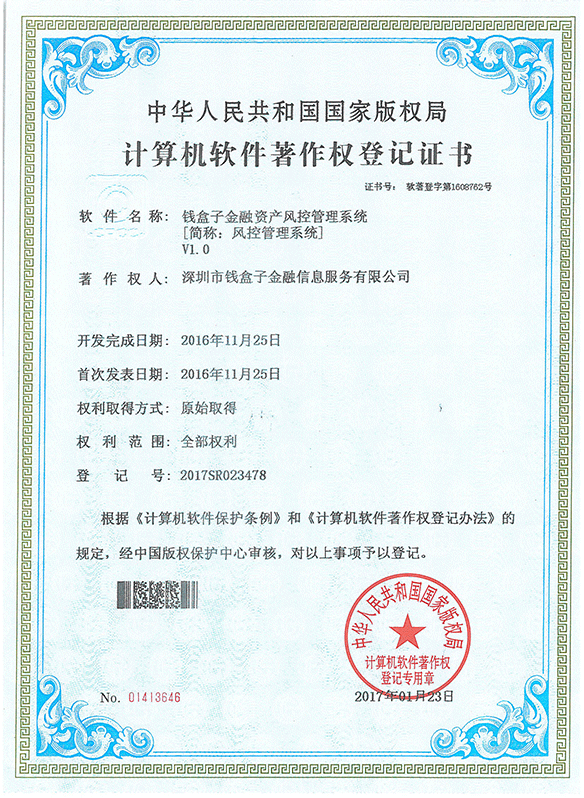 中华人民共和国国家版权局
计算机软件著作权登记证书
证书号： 软著登字第1608762号
软 件 名 称： 钱盒子金融资产风控管理系统
[简称：风控管理系统]
V1.0
著 作 权 人： 深圳市钱盒子金融信息服务有限公司
开发完成日期： 2016年11月25日
首次发表日期： 2016年11月25日
权利取得方式： 原始取得
权 利 范 围： 全部权利
登 记 号： 2017SR023478
根据《计算机软件保护条例》和《计算机软件著作权登记办法》的
规定，经中国版权保护中心审核，对以上事项予以登记。
中华人民共和国国家版权局
计算机软件著作权
登记专用章
No. 01413646
2017年01月23日